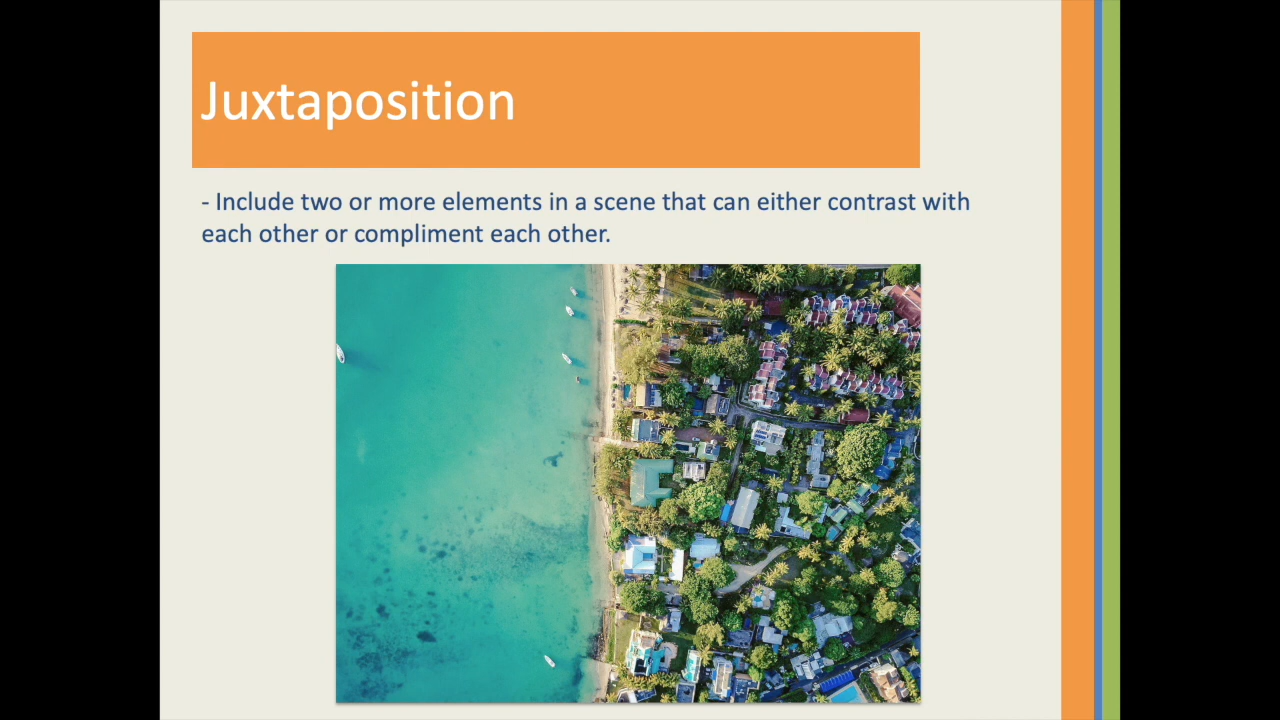 Juxtaposition
- Include two or more elements in a scene that can either contrast with
each other or compliment each other.